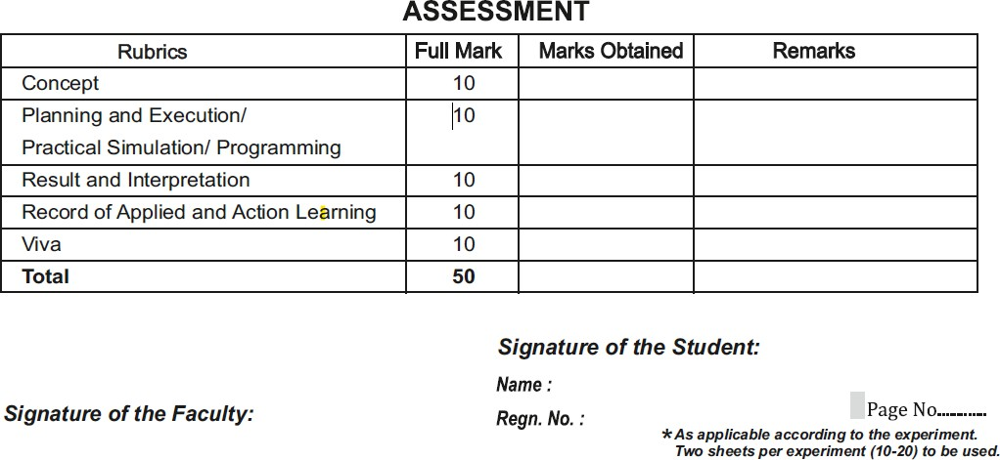 ASSESSMENT
Rubrics Full Mark Marks Obtained Remarks
Concept 10
Planning and Execution/ 10
Practical Simulation/ Programming
Result and Interpretation 10
Record of Applied and Action Learning 10
Viva 10
Total 50
Signature of the Student:
Name :
Signature of the Faculty:
Regn. No. :
Page No............
*As applicable according to the experiment.
Two sheets per experiment (10-20) to be used.